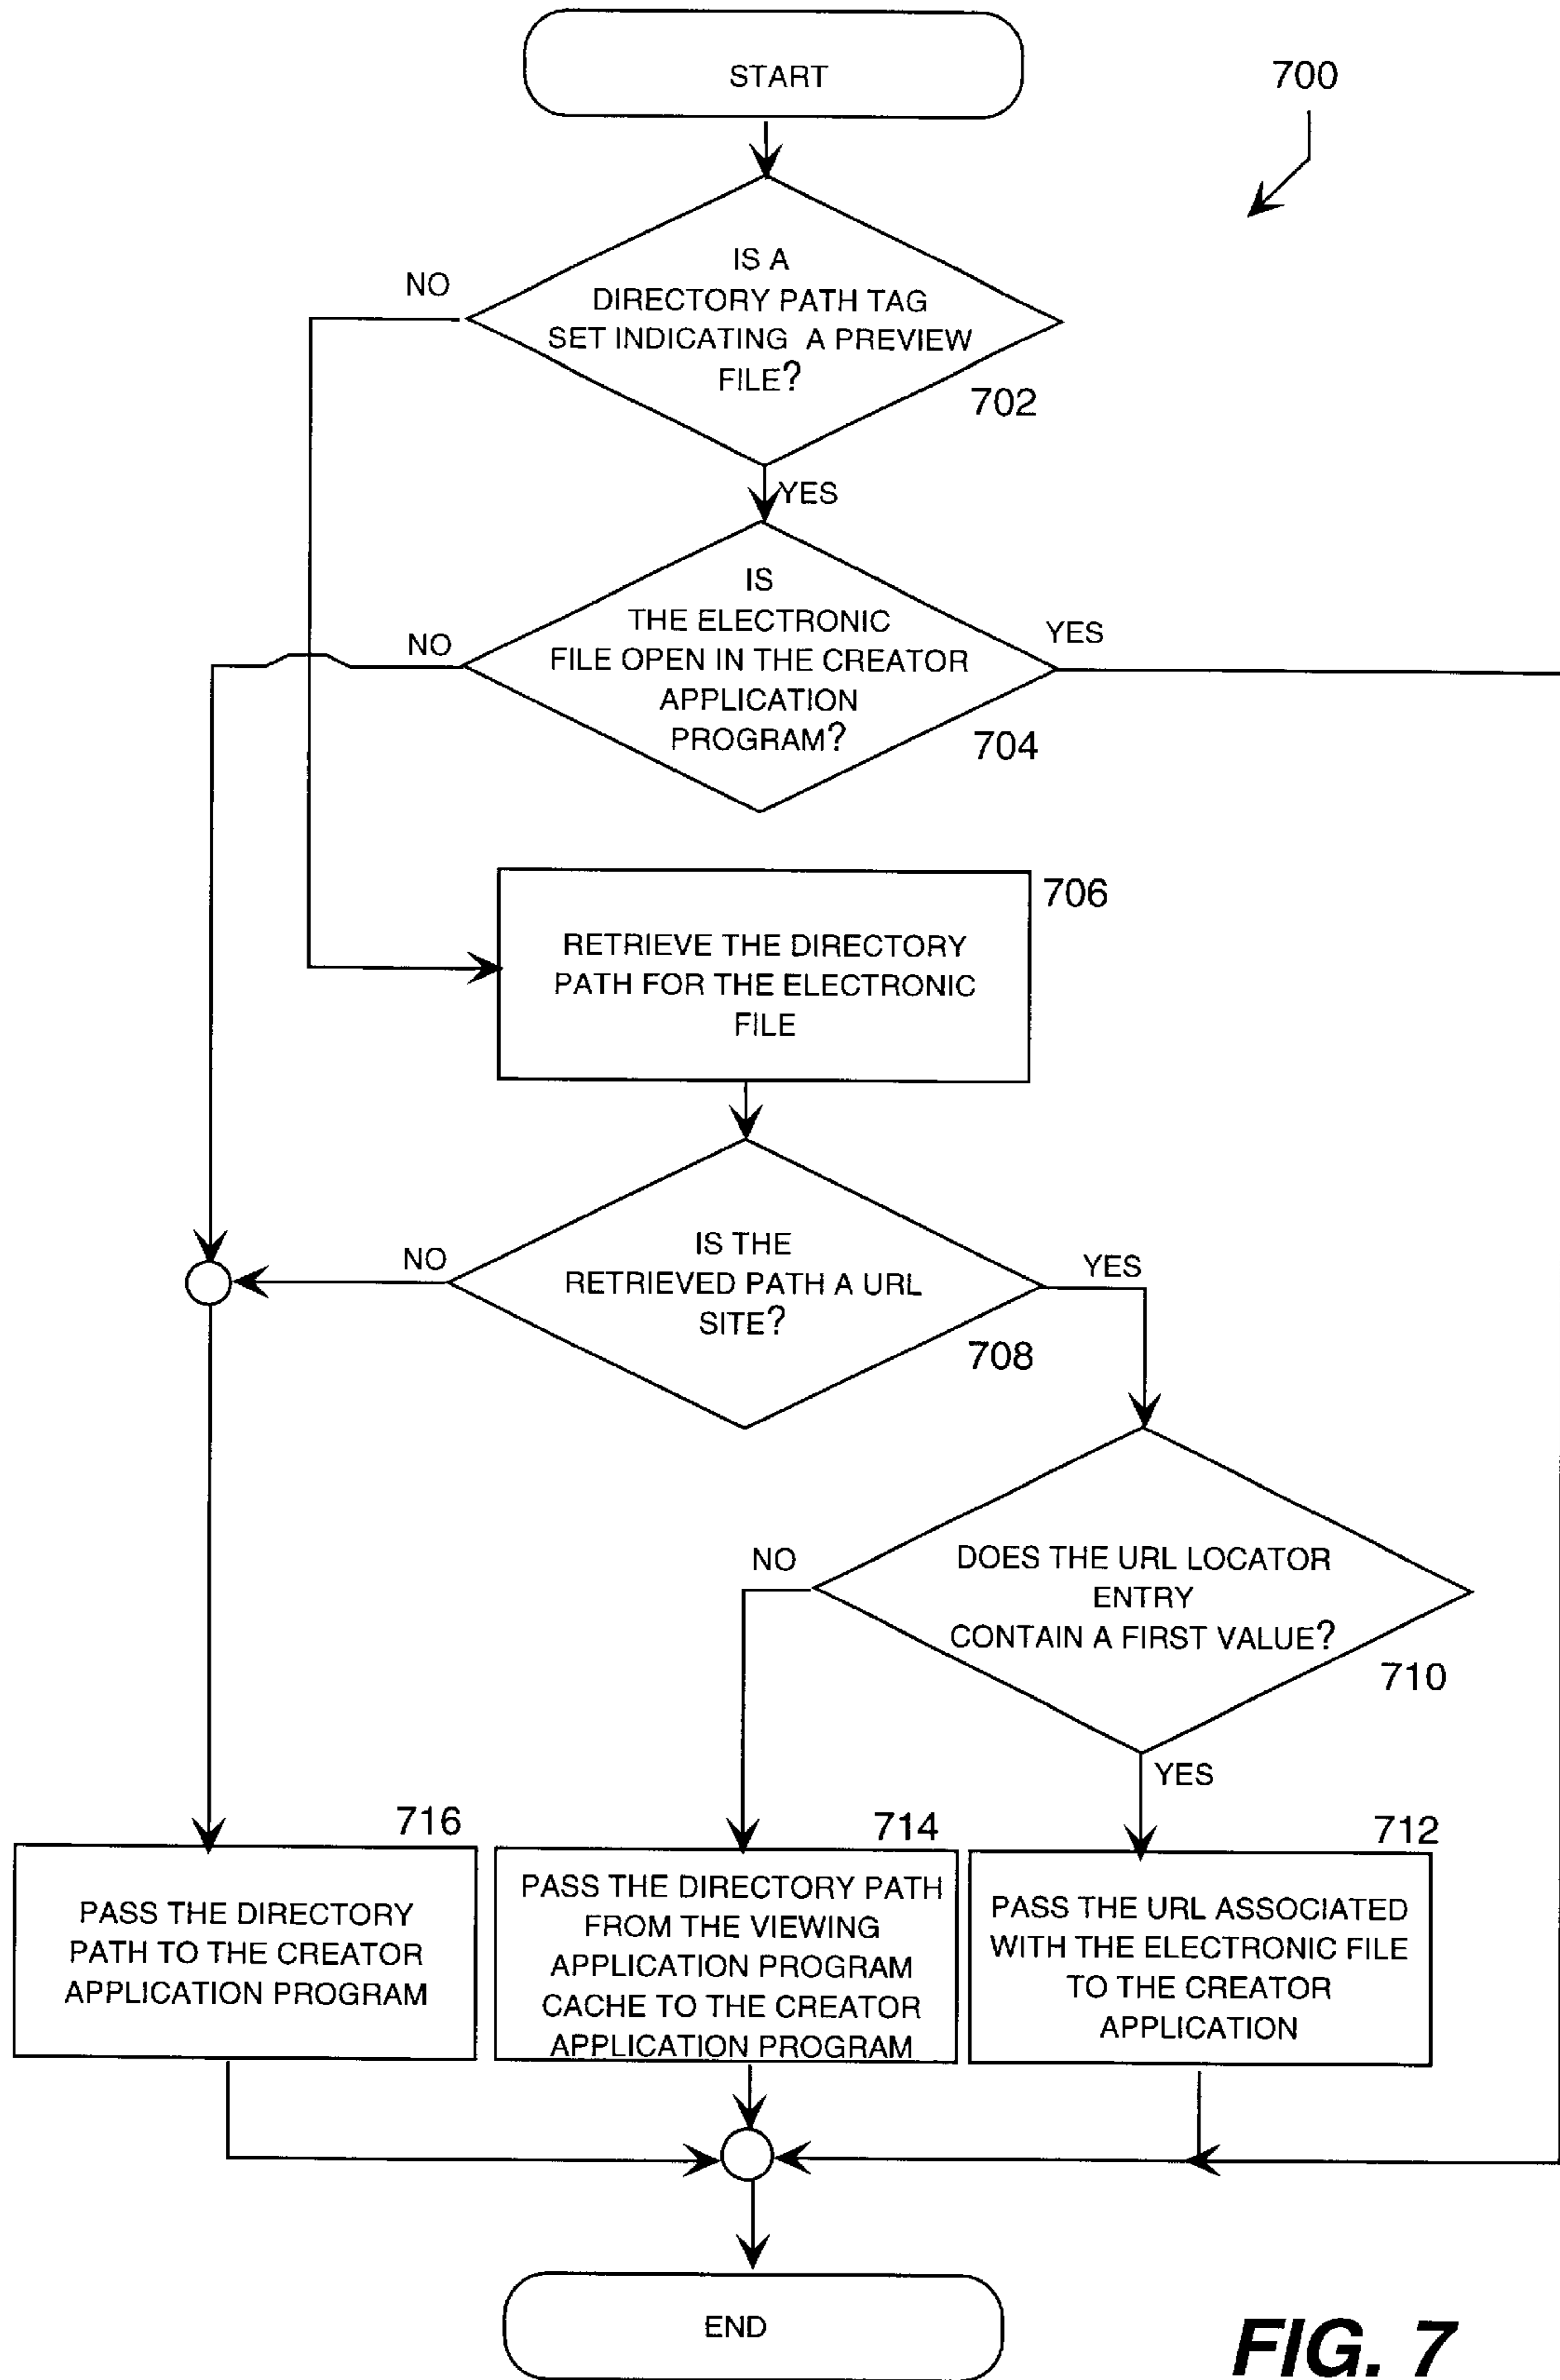 START
700
IS A
DIRECTORY PATH TAG
SET INDICATING A PREVIEW
FILE?
NO
702
YES
IS
THE ELECTRONIC
FILE OPEN IN THE CREATOR
APPLICATION
PROGRAM?
NO
YES
704
706
RETRIEVE THE DIRECTORY
PATH FOR THE ELECTRONIC
FILE
IS THE
RETRIEVED PATH A URL
SITE?
NO
YES
708
DOES THE URL LOCATOR
ENTRY
CONTAIN A FIRST VALUE?
NO
710
YES
716
PASS THE DIRECTORY
PATH TO THE CREATOR
APPLICATION PROGRAM
714
PASS THE DIRECTORY PATH
FROM THE VIEWING
APPLICATION PROGRAM
CACHE TO THE CREATOR
APPLICATION PROGRAM
712
PASS THE URL ASSOCIATED
WITH THE ELECTRONIC FILE
TO THE CREATOR
APPLICATION
END
FIG. 7